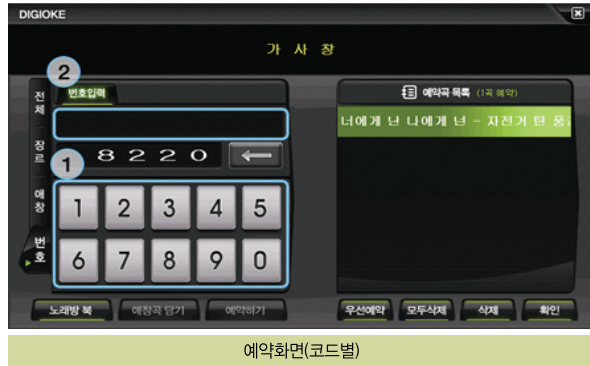 DIGIOKE
가 사 창
2
번호입력
예약곡 목록 (1곡 예약)
전체
장르
애창
번호
너에게 난 나에게 넌 - 자전거 탄 풍
1
8 2 2 0
1 2 3 4 5
6 7 8 9 0
노래방 북 애창곡 담기 예약하기 우선예약 모두삭제 삭제 확인
예약화면(코드별)